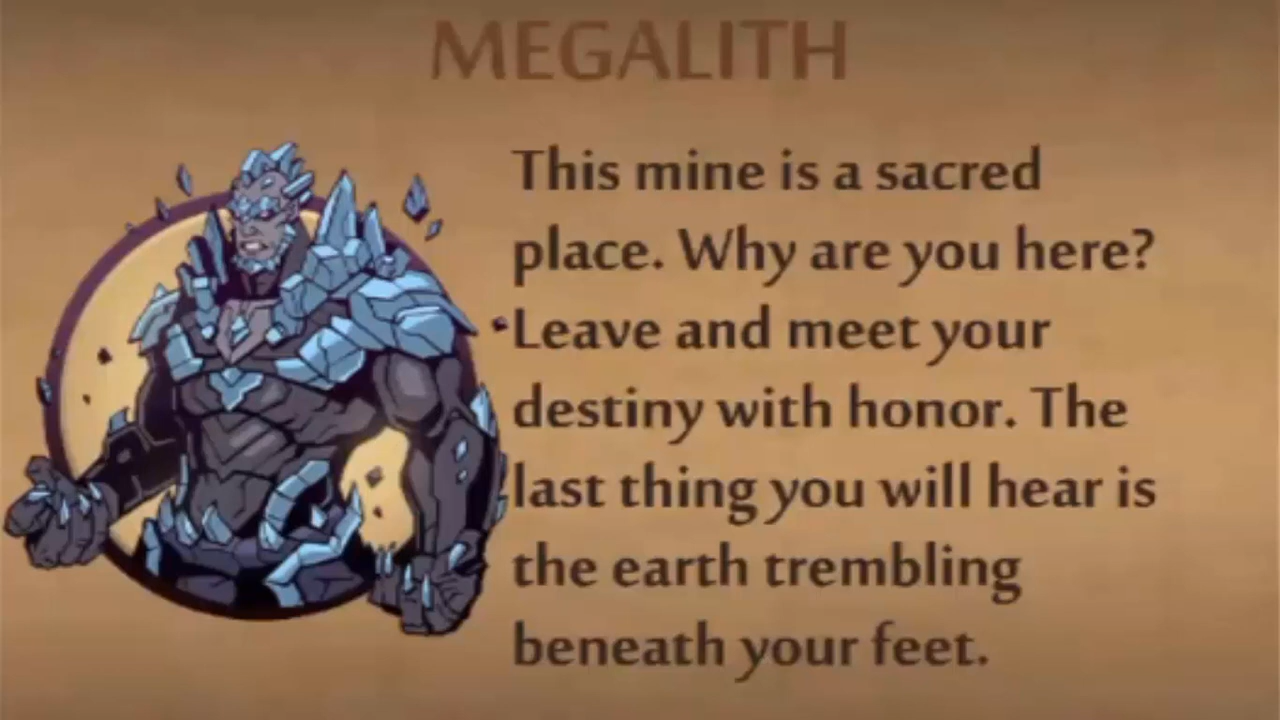 MEGALITH
This mine is a sacred
place. Why are you here?
Leave and meet your
destiny with honor. The
last thing you will hear is
the earth trembling
beneath your feet.